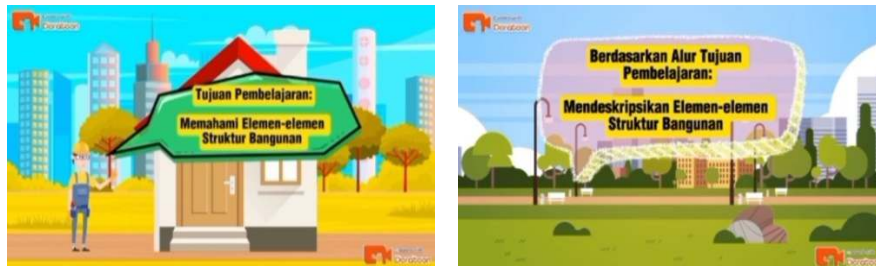 Tujuan Pembelajaran:
Memahami Elemen-elemen
Struktur Bangunan
Berdasarkan Alur Tujuan
Pembelajaran:
Mendeskripsikan Elemen-elemen
Struktur Bangunan